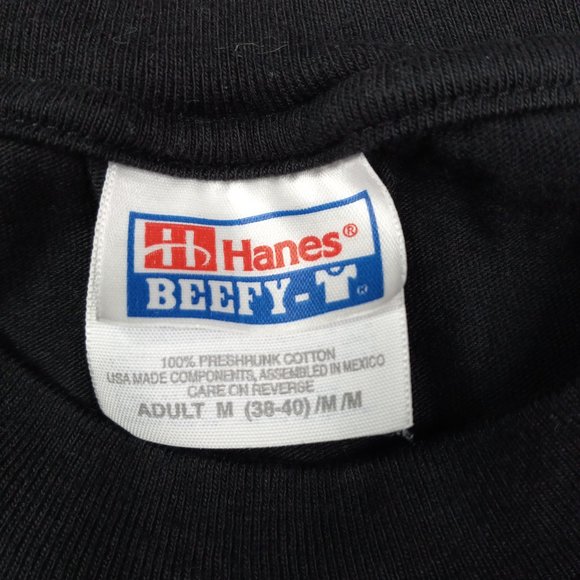 Hanes®
BEEFY-T®
100% PRESHRUNK COTTON
USA MADE COMPONENTS, ASSEMBLED IN MEXICO
CARE ON REVERSE
ADULT M (38-40) /M/M